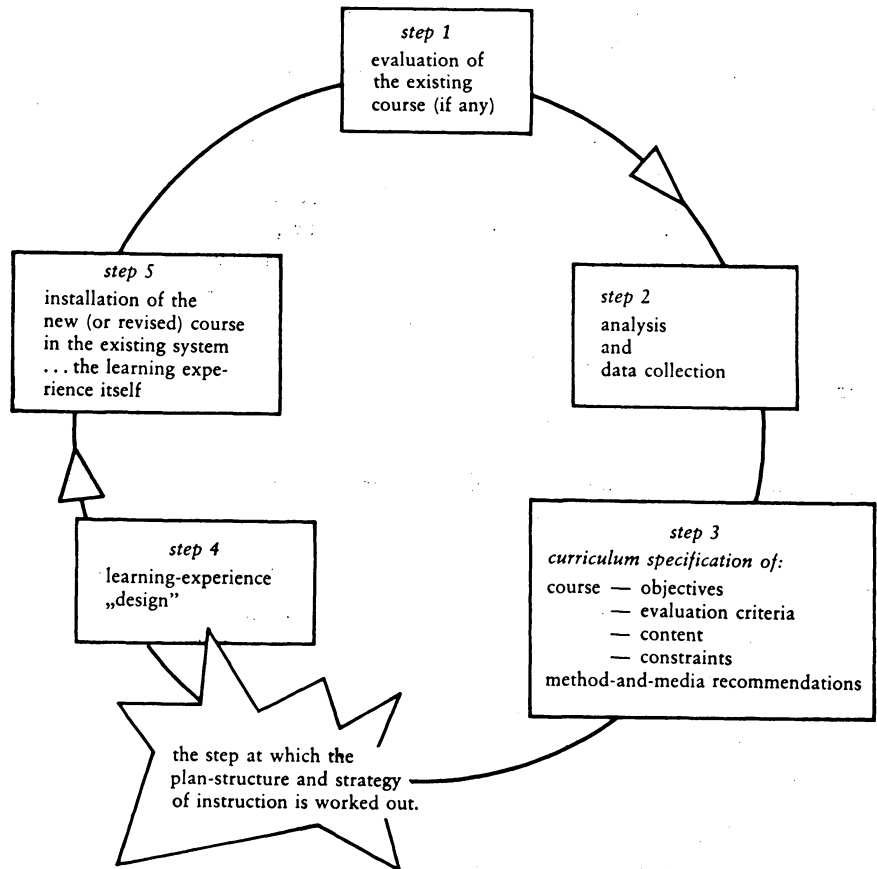 step 1
evaluation of
the existing
course (if any)
step 2
analysis
and
data collection
step 3
curriculum specification of:
course — objectives
— evaluation criteria
— content
— constraints
method-and-media recommendations
the step at which the
plan-structure and strategy
of instruction is worked out.
step 4
learning-experience
„design”
step 5
installation of the
new (or revised) course
in the existing system
... the learning expe-
rience itself